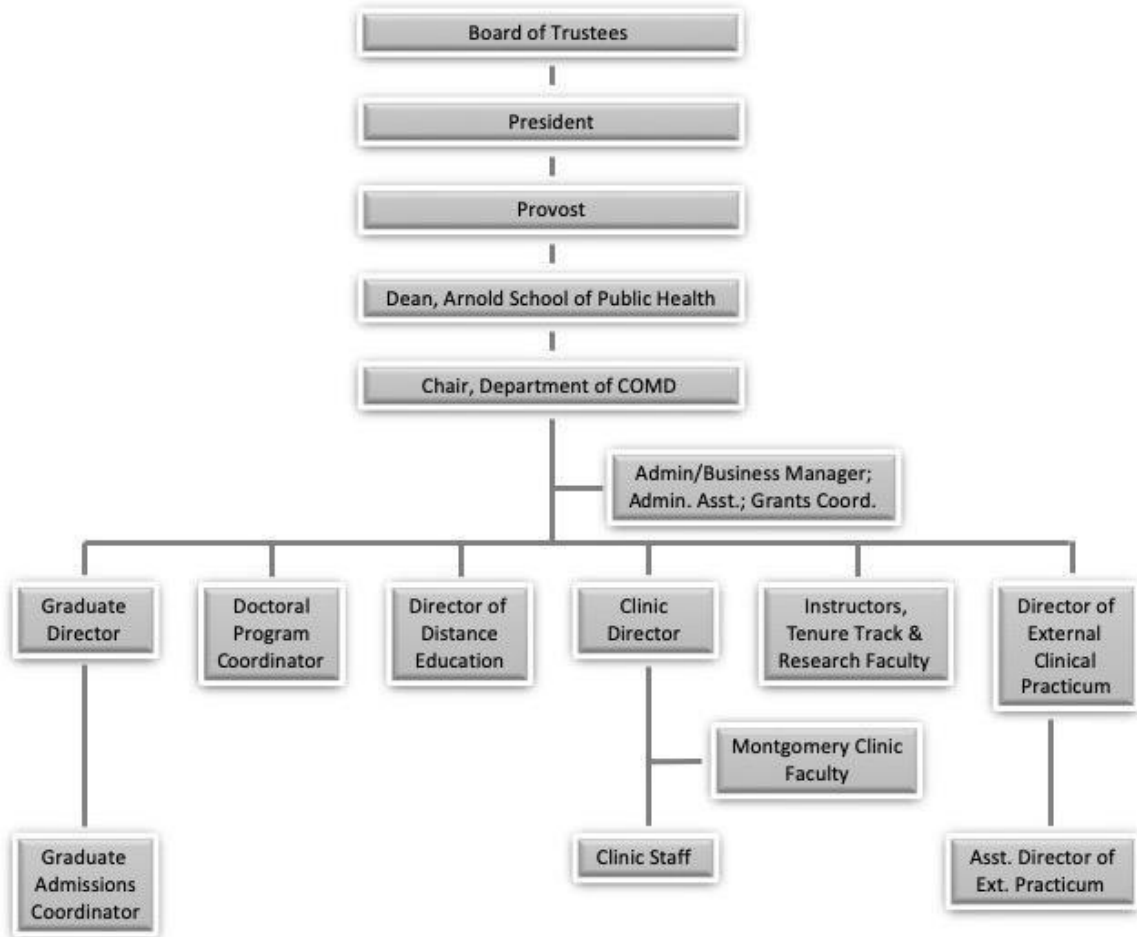 Board of Trustees
President
Provost
Dean, Arnold School of Public Health
Chair, Department of COMD
Admin/Business Manager;
Admin. Asst.; Grants Coord.
Graduate
Director
Doctoral
Program
Coordinator
Director of
Distance
Education
Clinic
Director
Instructors,
Tenure Track &
Research Faculty
Director of
External
Clinical
Practicum
Montgomery Clinic
Faculty
Graduate
Admissions
Coordinator
Clinic Staff
Asst. Director of
Ext. Practicum